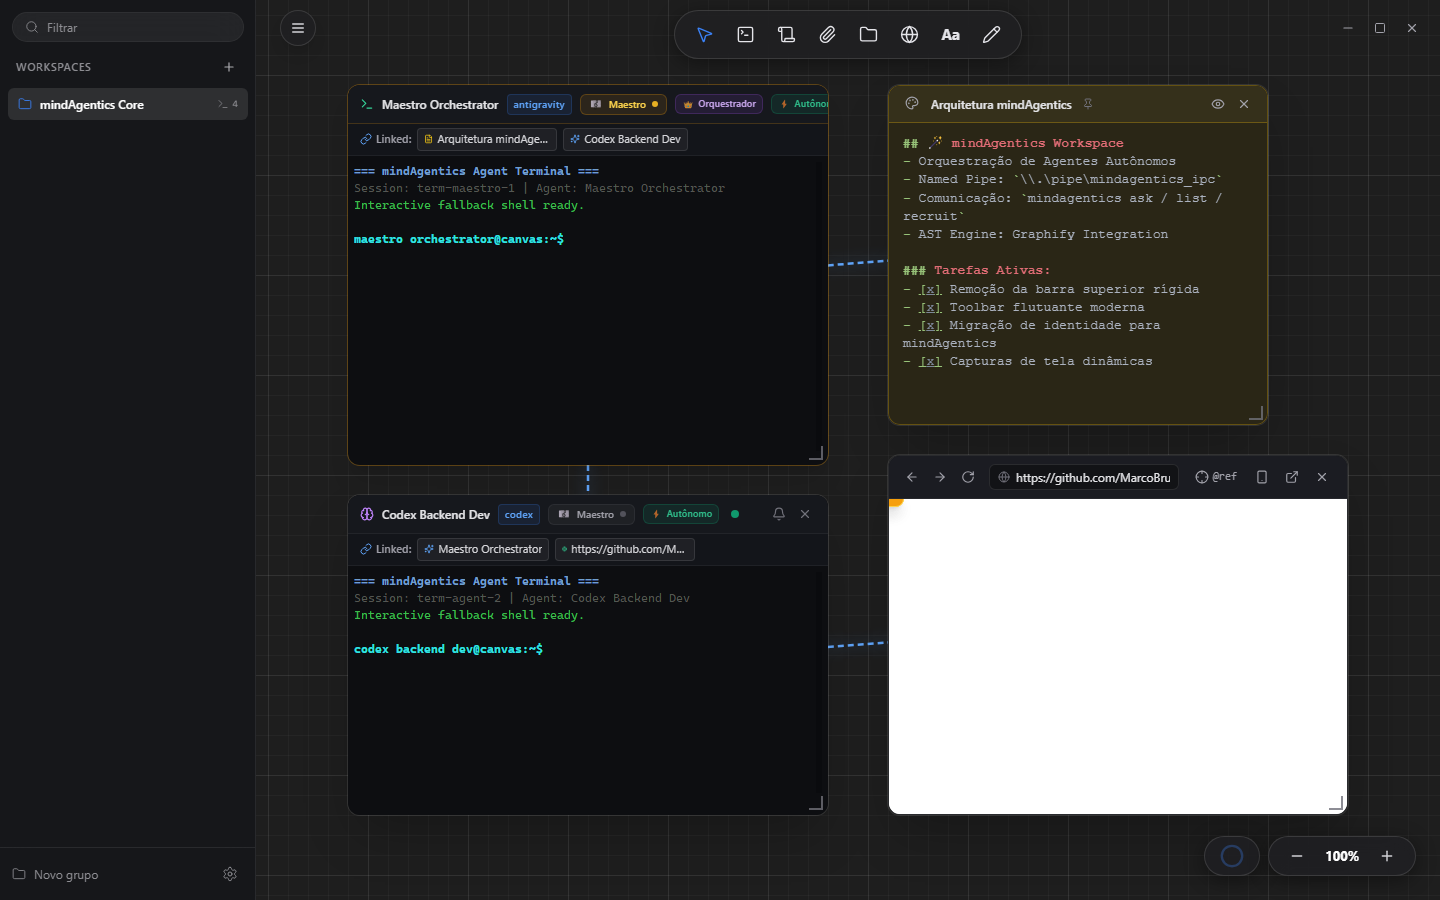 Filtrar
WORKSPACES
mindAgentics Core
4
Novo grupo
Aa
Maestro Orchestrator antigravity Maestro Orquestrador Autôno
Linked: Arquitetura mindAge... Codex Backend Dev
=== mindAgentics Agent Terminal ===
Session: term-maestro-1 | Agent: Maestro Orchestrator
Interactive fallback shell ready.
maestro orchestrator@canvas:~$
Arquitetura mindAgentics
## 🪄 mindAgentics Workspace
- Orquestração de Agentes Autônomos
- Named Pipe: `\\.\pipe\mindagentics_ipc`
- Comunicação: `mindagentics ask / list /
recruit`
- AST Engine: Graphify Integration
### Tarefas Ativas:
- [x] Remoção da barra superior rígida
- [x] Toolbar flutuante moderna
- [x] Migração de identidade para
mindAgentics
- [x] Capturas de tela dinâmicas
Codex Backend Dev codex Maestro Autônomo
Linked: Maestro Orchestrator https://github.com/M...
=== mindAgentics Agent Terminal ===
Session: term-agent-2 | Agent: Codex Backend Dev
Interactive fallback shell ready.
codex backend dev@canvas:~$
https://github.com/MarcoBru
@ref
100%